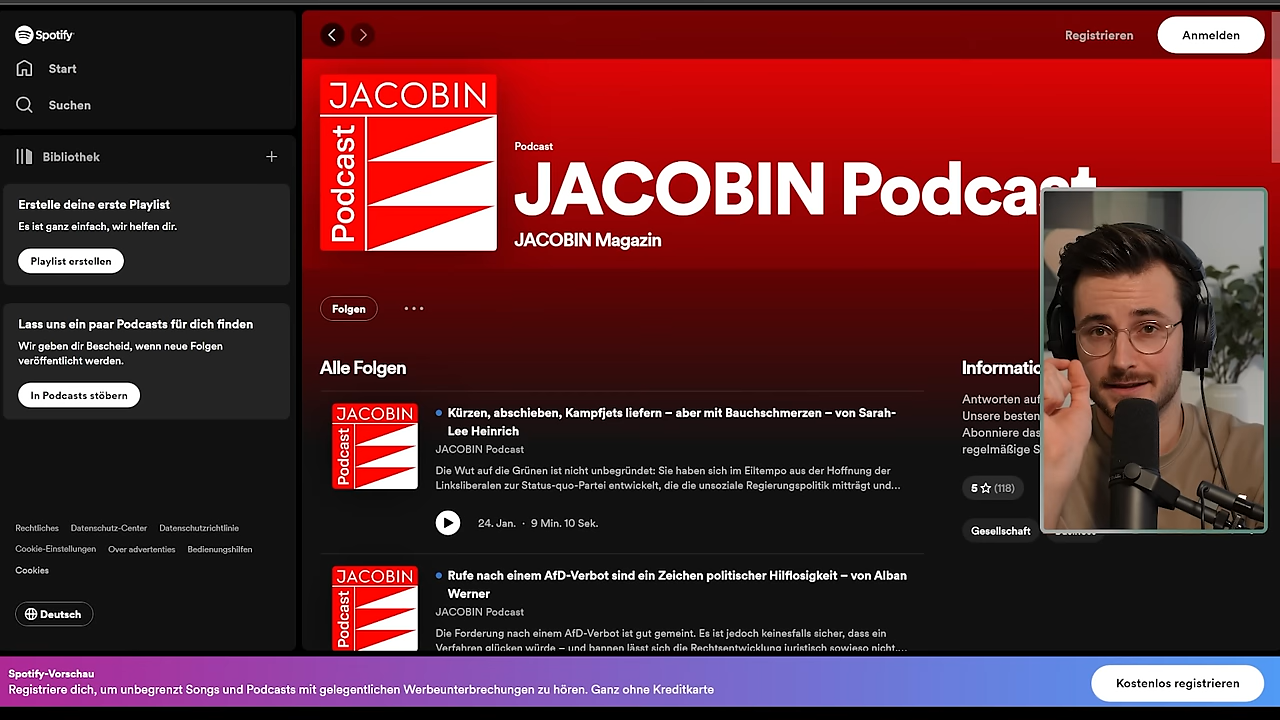 Spotify
Start
Suchen
Bibliothek
Erstelle deine erste Playlist
Es ist ganz einfach, wir helfen dir.
Playlist erstellen
Lass uns ein paar Podcasts für dich finden
Wir geben dir Bescheid, wenn neue Folgen
veröffentlicht werden.
In Podcasts stöbern
Rechtliches Datenschutz-Center Datenschutzrichtlinie
Cookie-Einstellungen Über advertenties Bedienungshilfen
Cookies
Deutsch
Registrieren
Anmelden
JACOBIN
Podcast
Podcast
JACOBIN Podcast
JACOBIN Magazin
Folgen
Alle Folgen
JACOBIN
Podcast
Kürzen, abschieben, Kampfjets liefern – aber mit Bauchschmerzen – von Sarah-
Lee Heinrich
JACOBIN Podcast
Die Wut auf die Grünen ist nicht unbegründet: Sie haben sich im Eiltempo aus der Hoffnung der
Linksliberalen zur Status-quo-Partei entwickelt, die die unsoziale Regierungspolitik mitträgt und...
24. Jan. · 9 Min. 10 Sek.
JACOBIN
Podcast
Rufe nach einem AfD-Verbot sind ein Zeichen politischer Hilflosigkeit – von Alban
Werner
JACOBIN Podcast
Die Forderung nach einem AfD-Verbot ist gut gemeint. Es ist jedoch keinesfalls sicher, dass ein
Verfahren glücken würde – und bannen lässt sich die Rechtsentwicklung juristisch sowieso nicht....
Informatio
Antworten auf
Unsere besten
Abonniere das
regelmäßige S
5 (118)
Gesellschaft
Spotify-Vorschau
Registriere dich, um unbegrenzt Songs und Podcasts mit gelegentlichen Werbeunterbrechungen zu hören. Ganz ohne Kreditkarte
Kostenlos registrieren